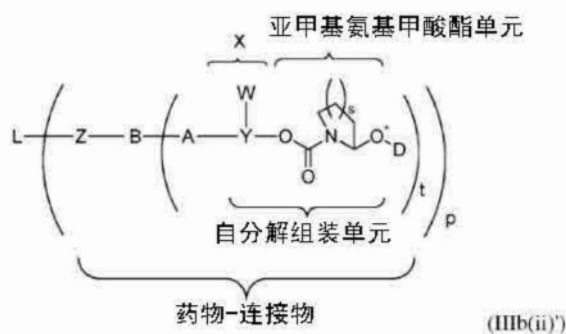 亚甲基氨基甲酸酯单元
X
W
L Z B A Y O N O* D
s
O
t
p
自分解组装单元
药物-连接物
(IIIb(ii)')